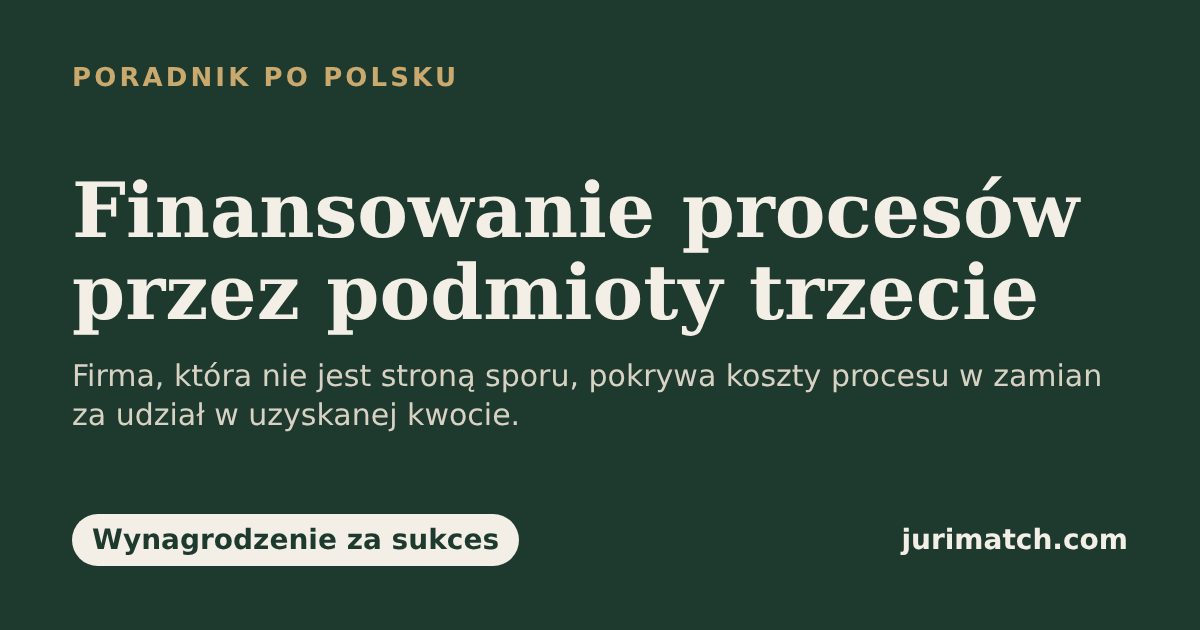 PORADNIK PO POLSKU
Finansowanie procesów
przez podmioty trzecie
Firma, która nie jest stroną sporu, pokrywa koszty procesu w zamian
za udział w uzyskanej kwocie.
Wynagrodzenie za sukces
jurimatch.com